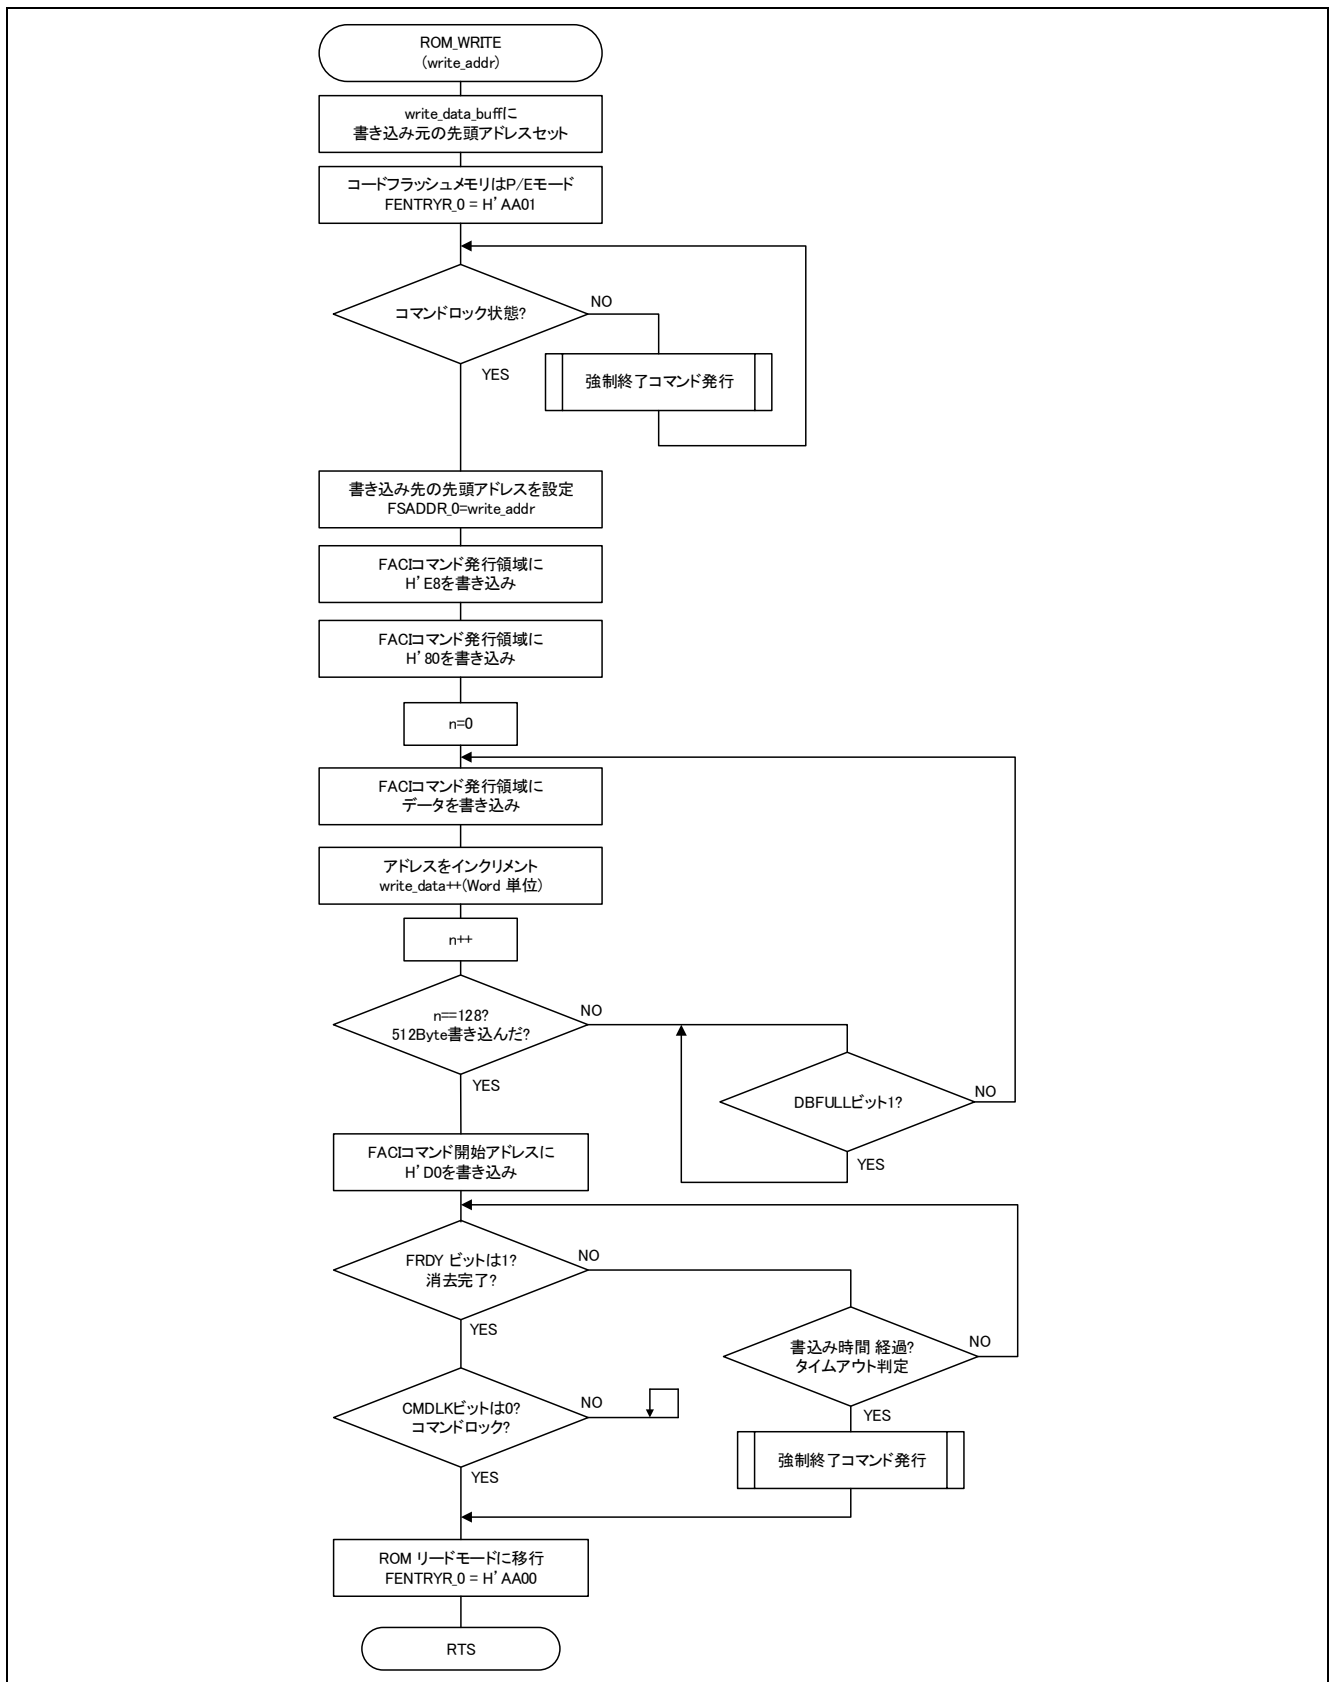 ROM_WRITE
(write_addr)
write_data_buffに
書き込み元の先頭アドレスセット
コードフラッシュメモリはP/Eモード
FENTRYR_0 = H’AA01
コマンドロック状態?
NO
YES
強制終了コマンド発行
書き込み先の先頭アドレスを設定
FSADDR_0=write_addr
FACIコマンド発行領域に
H’E8を書き込み
FACIコマンド発行領域に
H’80を書き込み
n=0
FACIコマンド発行領域に
データを書き込み
アドレスをインクリメント
write_data++(Word 単位)
n++
n==128?
512Byte書き込んだ?
NO
YES
DBFULLビット1?
NO
YES
FACIコマンド開始アドレスに
H’D0を書き込み
FRDY ビットは1?
消去完了?
NO
YES
書込み時間 経過?
タイムアウト判定
NO
YES
CMDLKビットは0?
コマンドロック?
NO
YES
強制終了コマンド発行
ROM リードモードに移行
FENTRYR_0 = H’AA00
RTS